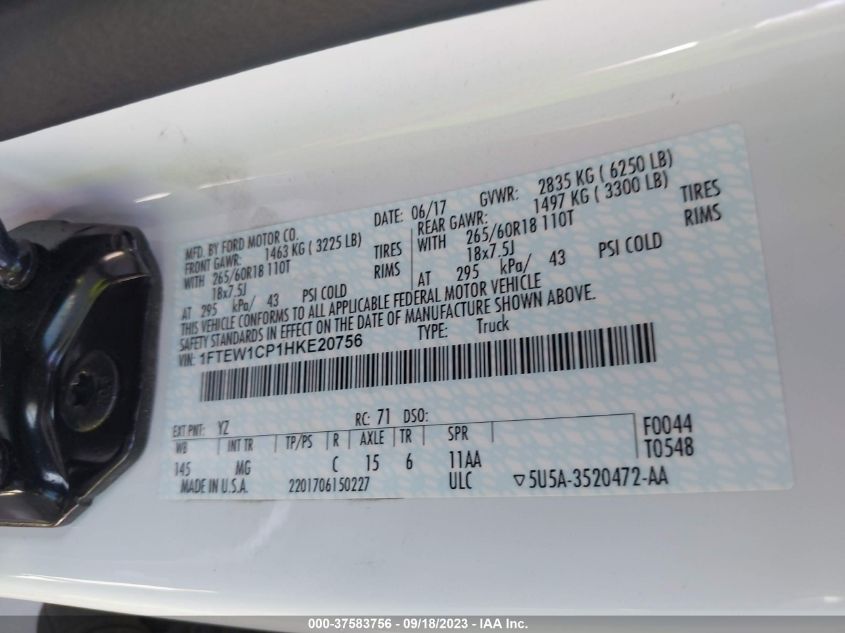 MFD. BY FORD MOTOR CO.
DATE: 06/17 GVWR: 2835 KG ( 6250 LB)
FRONT GAWR: 1463 KG ( 3225 LB) REAR GAWR: 1497 KG ( 3300 LB)
WITH 265/60R18 110T TIRES WITH 265/60R18 110T TIRES
18x7.5J RIMS 18x7.5J RIMS
AT 295 kPa/ 43 PSI COLD AT 295 kPa/ 43 PSI COLD
THIS VEHICLE CONFORMS TO ALL APPLICABLE FEDERAL MOTOR VEHICLE
SAFETY STANDARDS IN EFFECT ON THE DATE OF MANUFACTURE SHOWN ABOVE.
VIN: 1FTEW1CP1HKE20756 TYPE: Truck
EXT PNT: YZ RC: 71 DSO:
WB INT TR TP/PS R AXLE TR SPR F0044
145 MG C 15 6 11AA T0548
MADE IN U.S.A. 2201706150227 ULC ▽5U5A-3520472-AA
000-37583756 - 09/18/2023 - IAA Inc.